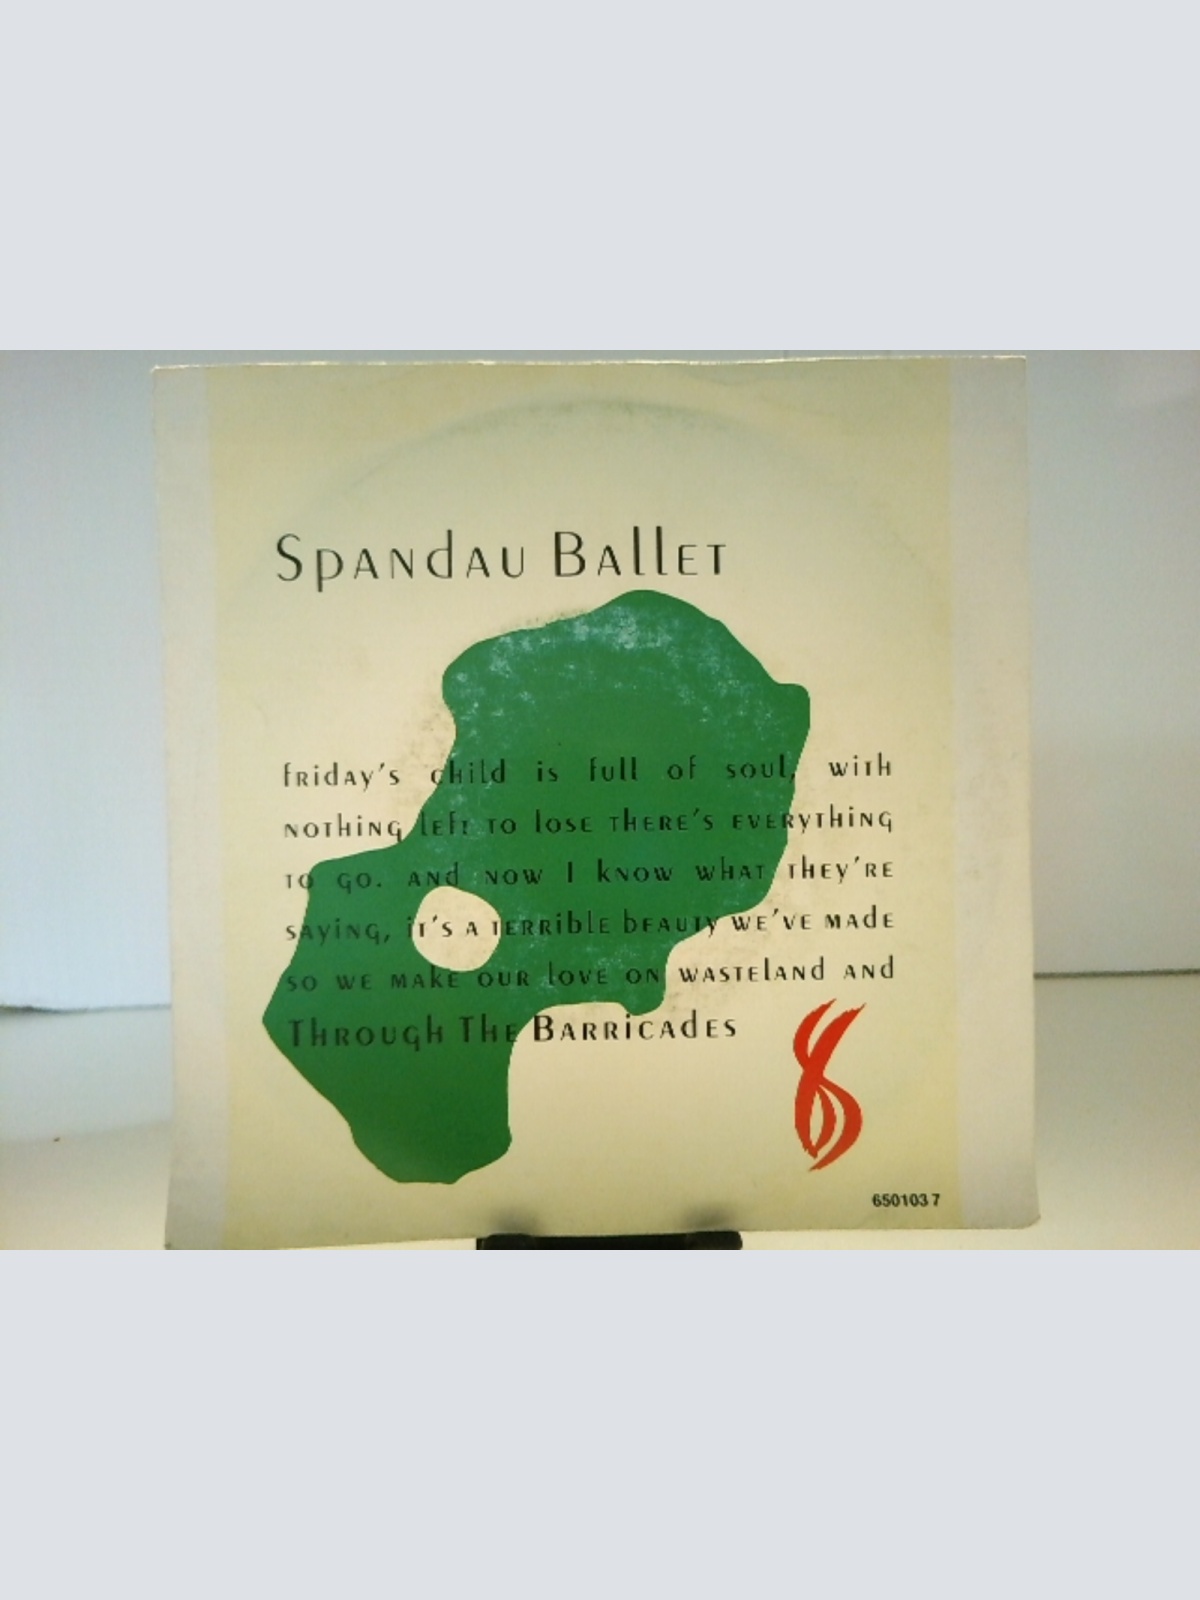 Spandau Ballet
Friday's child is full of soul, with
nothing left to lose there's everything
to go. And now I know what they're
saying, it's a terrible beauty we've made
so we make our love on wasteland and
Through The Barricades
650103 7